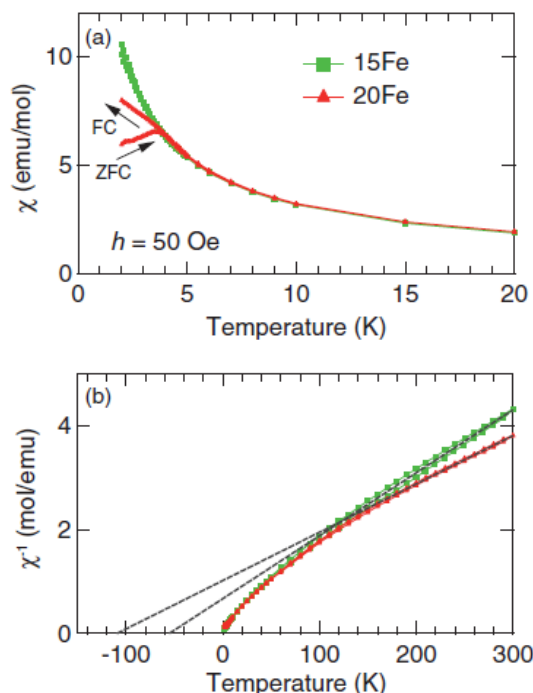 (a)
15Fe
20Fe
FC
ZFC
h = 50 Oe
χ (emu/mol)
10
5
0
0 5 10 15 20
Temperature (K)
(b)
χ⁻¹ (mol/emu)
4
2
0
-100 0 100 200 300
Temperature (K)